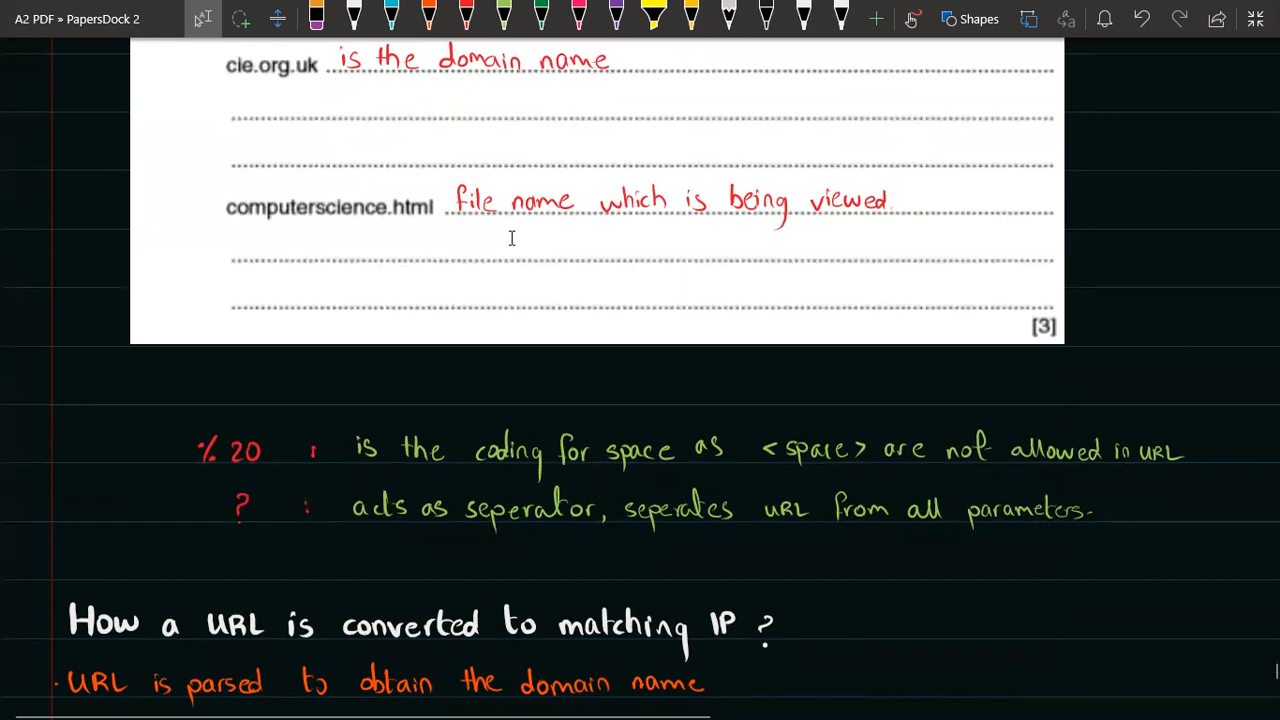 A2 PDF » PapersDock 2
Shapes
cie.org.uk is the domain name
computerscience.html file name which is being viewed.
[3]
% 20 : is the coding for space as <space> are not allowed in URL
? : acts as seperator, seperates URL from all parameters.
How a URL is converted to matching IP ?
· URL is parsed to obtain the domain name